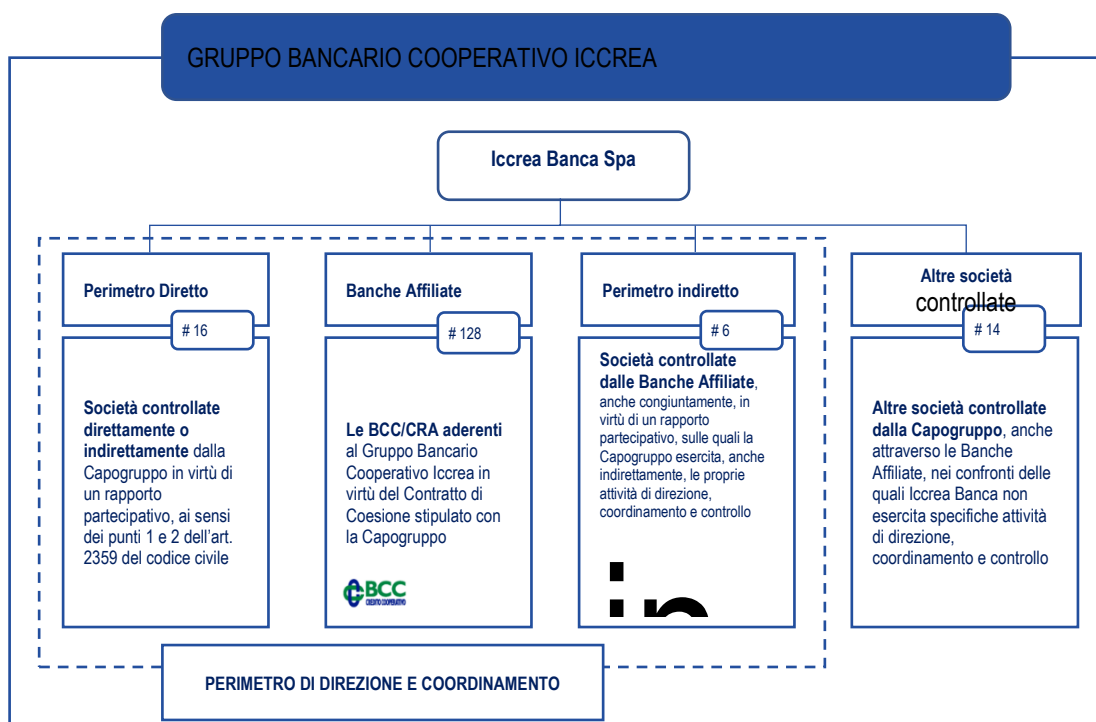 GRUPPO BANCARIO COOPERATIVO ICCREA
Iccrea Banca Spa
Perimetro Diretto
# 16
Società controllate
direttamente o
indirettamente dalla
Capogruppo in virtù di
un rapporto
partecipativo, ai sensi
dei punti 1 e 2 dell'art.
2359 del codice civile
Banche Affiliate
# 128
Le BCC/CRA aderenti
al Gruppo Bancario
Cooperativo Iccrea in
virtù del Contratto di
Coesione stipulato con
la Capogruppo
BCC
CREDITO COOPERATIVO
Perimetro indiretto
# 6
Società controllate
dalle Banche Affiliate,
anche congiuntamente, in
virtù di un rapporto
partecipativo, sulle quali la
Capogruppo esercita, anche
indirettamente, le proprie
attività di direzione,
coordinamento e controllo
Altre società
controllate
# 14
Altre società controllate
dalla Capogruppo, anche
attraverso le Banche
Affiliate, nei confronti delle
quali Iccrea Banca non
esercita specifiche attività
di direzione,
coordinamento e controllo
PERIMETRO DI DIREZIONE E COORDINAMENTO